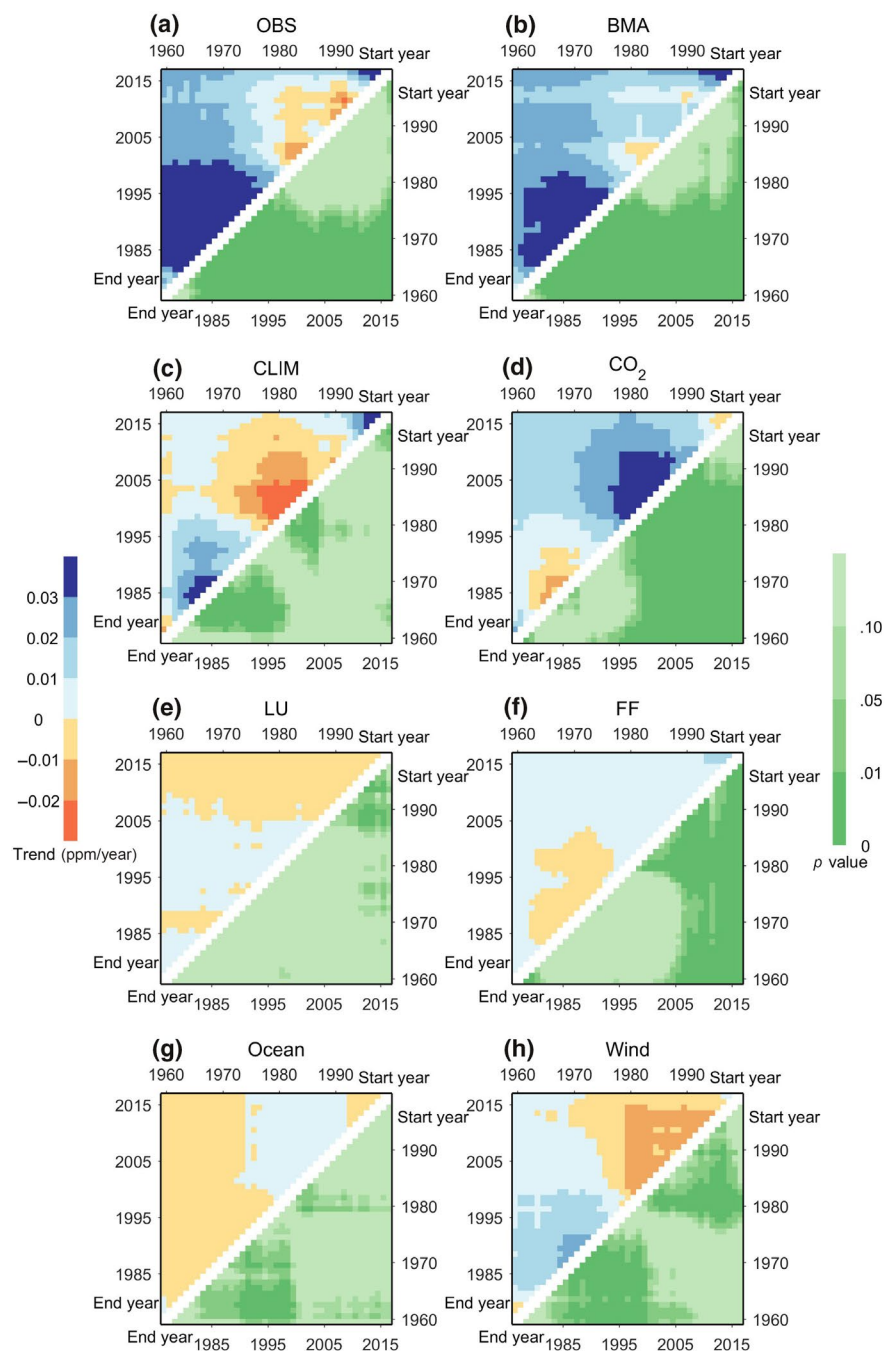 (a) OBS
1960 1970 1980 1990 Start year
2015
2005
1995
1985
End year
Start year
1990
1980
1970
1960
End year 1985 1995 2005 2015
(b) BMA
1960 1970 1980 1990 Start year
2015
2005
1995
1985
End year
Start year
1990
1980
1970
1960
End year 1985 1995 2005 2015
(c) CLIM
1960 1970 1980 1990 Start year
2015
2005
1995
1985
End year
Start year
1990
1980
1970
1960
End year 1985 1995 2005 2015
(d) CO2
1960 1970 1980 1990 Start year
2015
2005
1995
1985
End year
Start year
1990
1980
1970
1960
End year 1985 1995 2005 2015
0.03
0.02
0.01
0
–0.01
–0.02
Trend (ppm/year)
.10
.05
.01
0
p value
(e) LU
1960 1970 1980 1990 Start year
2015
2005
1995
1985
End year
Start year
1990
1980
1970
1960
End year 1985 1995 2005 2015
(f) FF
1960 1970 1980 1990 Start year
2015
2005
1995
1985
End year
Start year
1990
1980
1970
1960
End year 1985 1995 2005 2015
(g) Ocean
1960 1970 1980 1990 Start year
2015
2005
1995
1985
End year
Start year
1990
1980
1970
1960
End year 1985 1995 2005 2015
(h) Wind
1960 1970 1980 1990 Start year
2015
2005
1995
1985
End year
Start year
1990
1980
1970
1960
End year 1985 1995 2005 2015